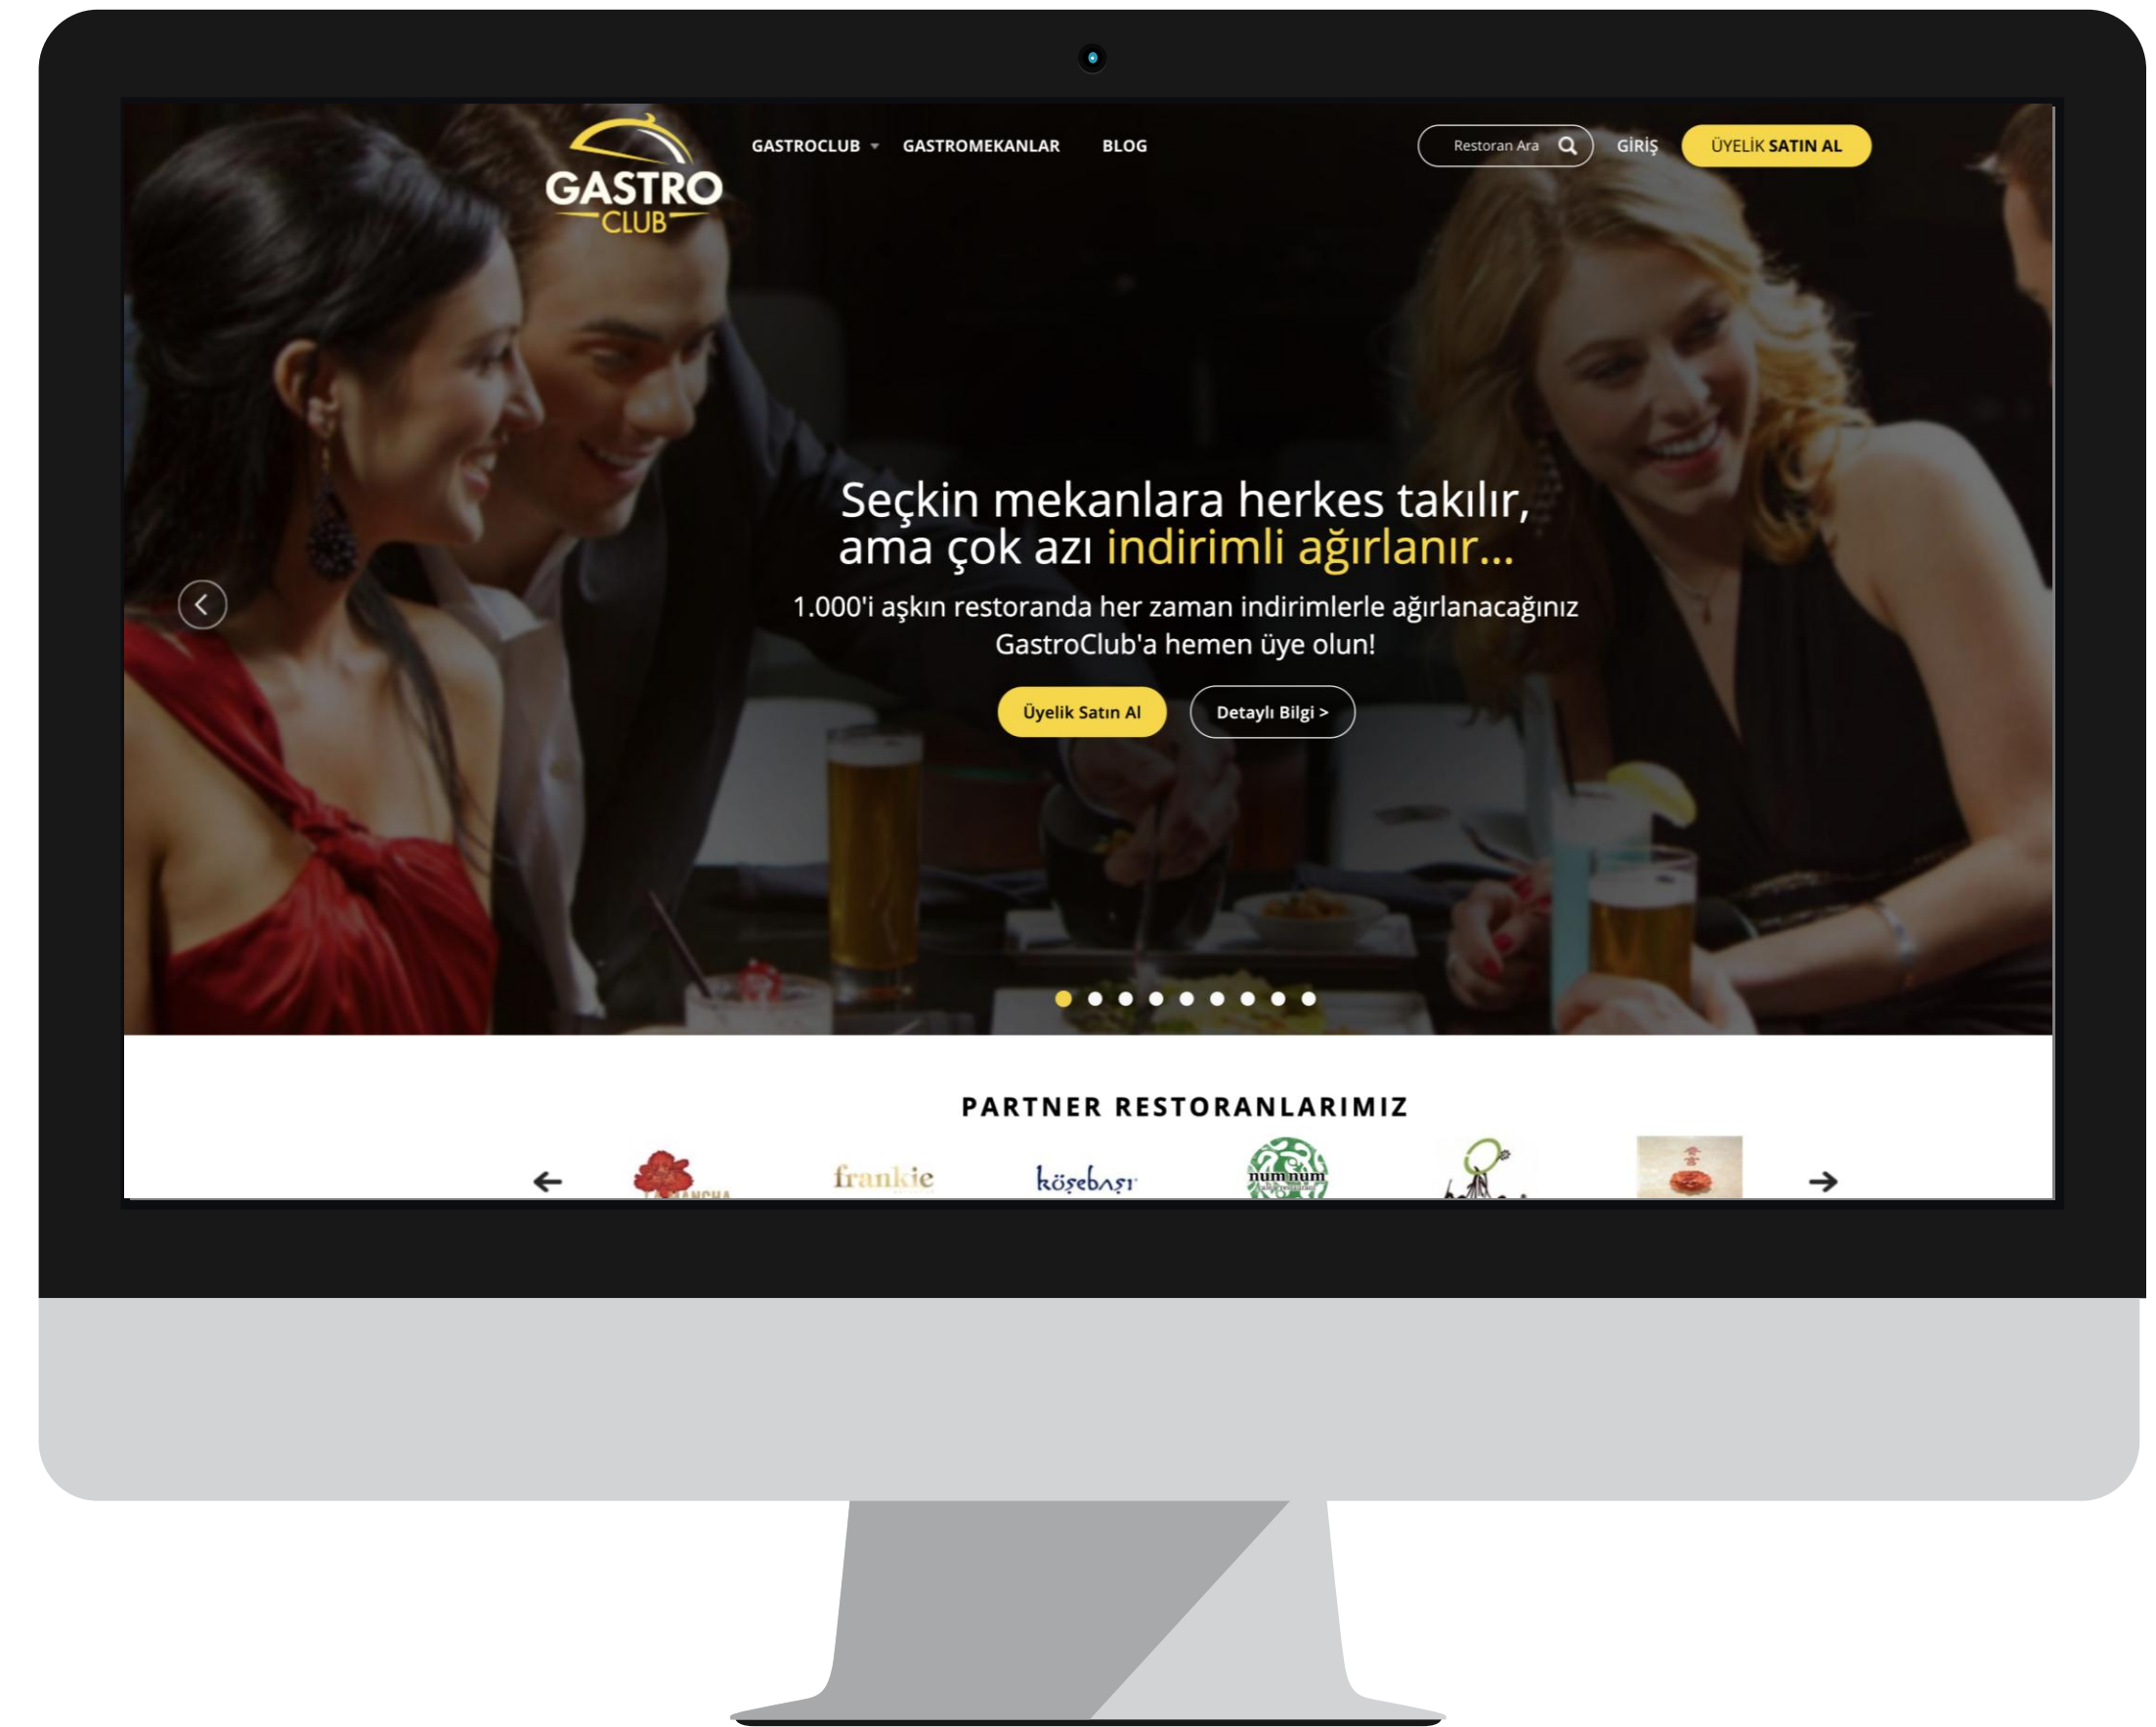 GASTRO
CLUB
GASTROCLUB
GASTROMEKANLAR
BLOG
Restoran Ara
GİRİŞ
ÜYELİK SATIN AL
Seçkin mekanlara herkes takılır,
ama çok azı indirimli ağırlanır...
1.000'i aşkın restoranda her zaman indirimlerle ağırlanacağınız
GastroClub'a hemen üye olun!
Üyelik Satın Al
Detaylı Bilgi >
PARTNER RESTORANLARIMIZ
frankie
köşebaşı
num num